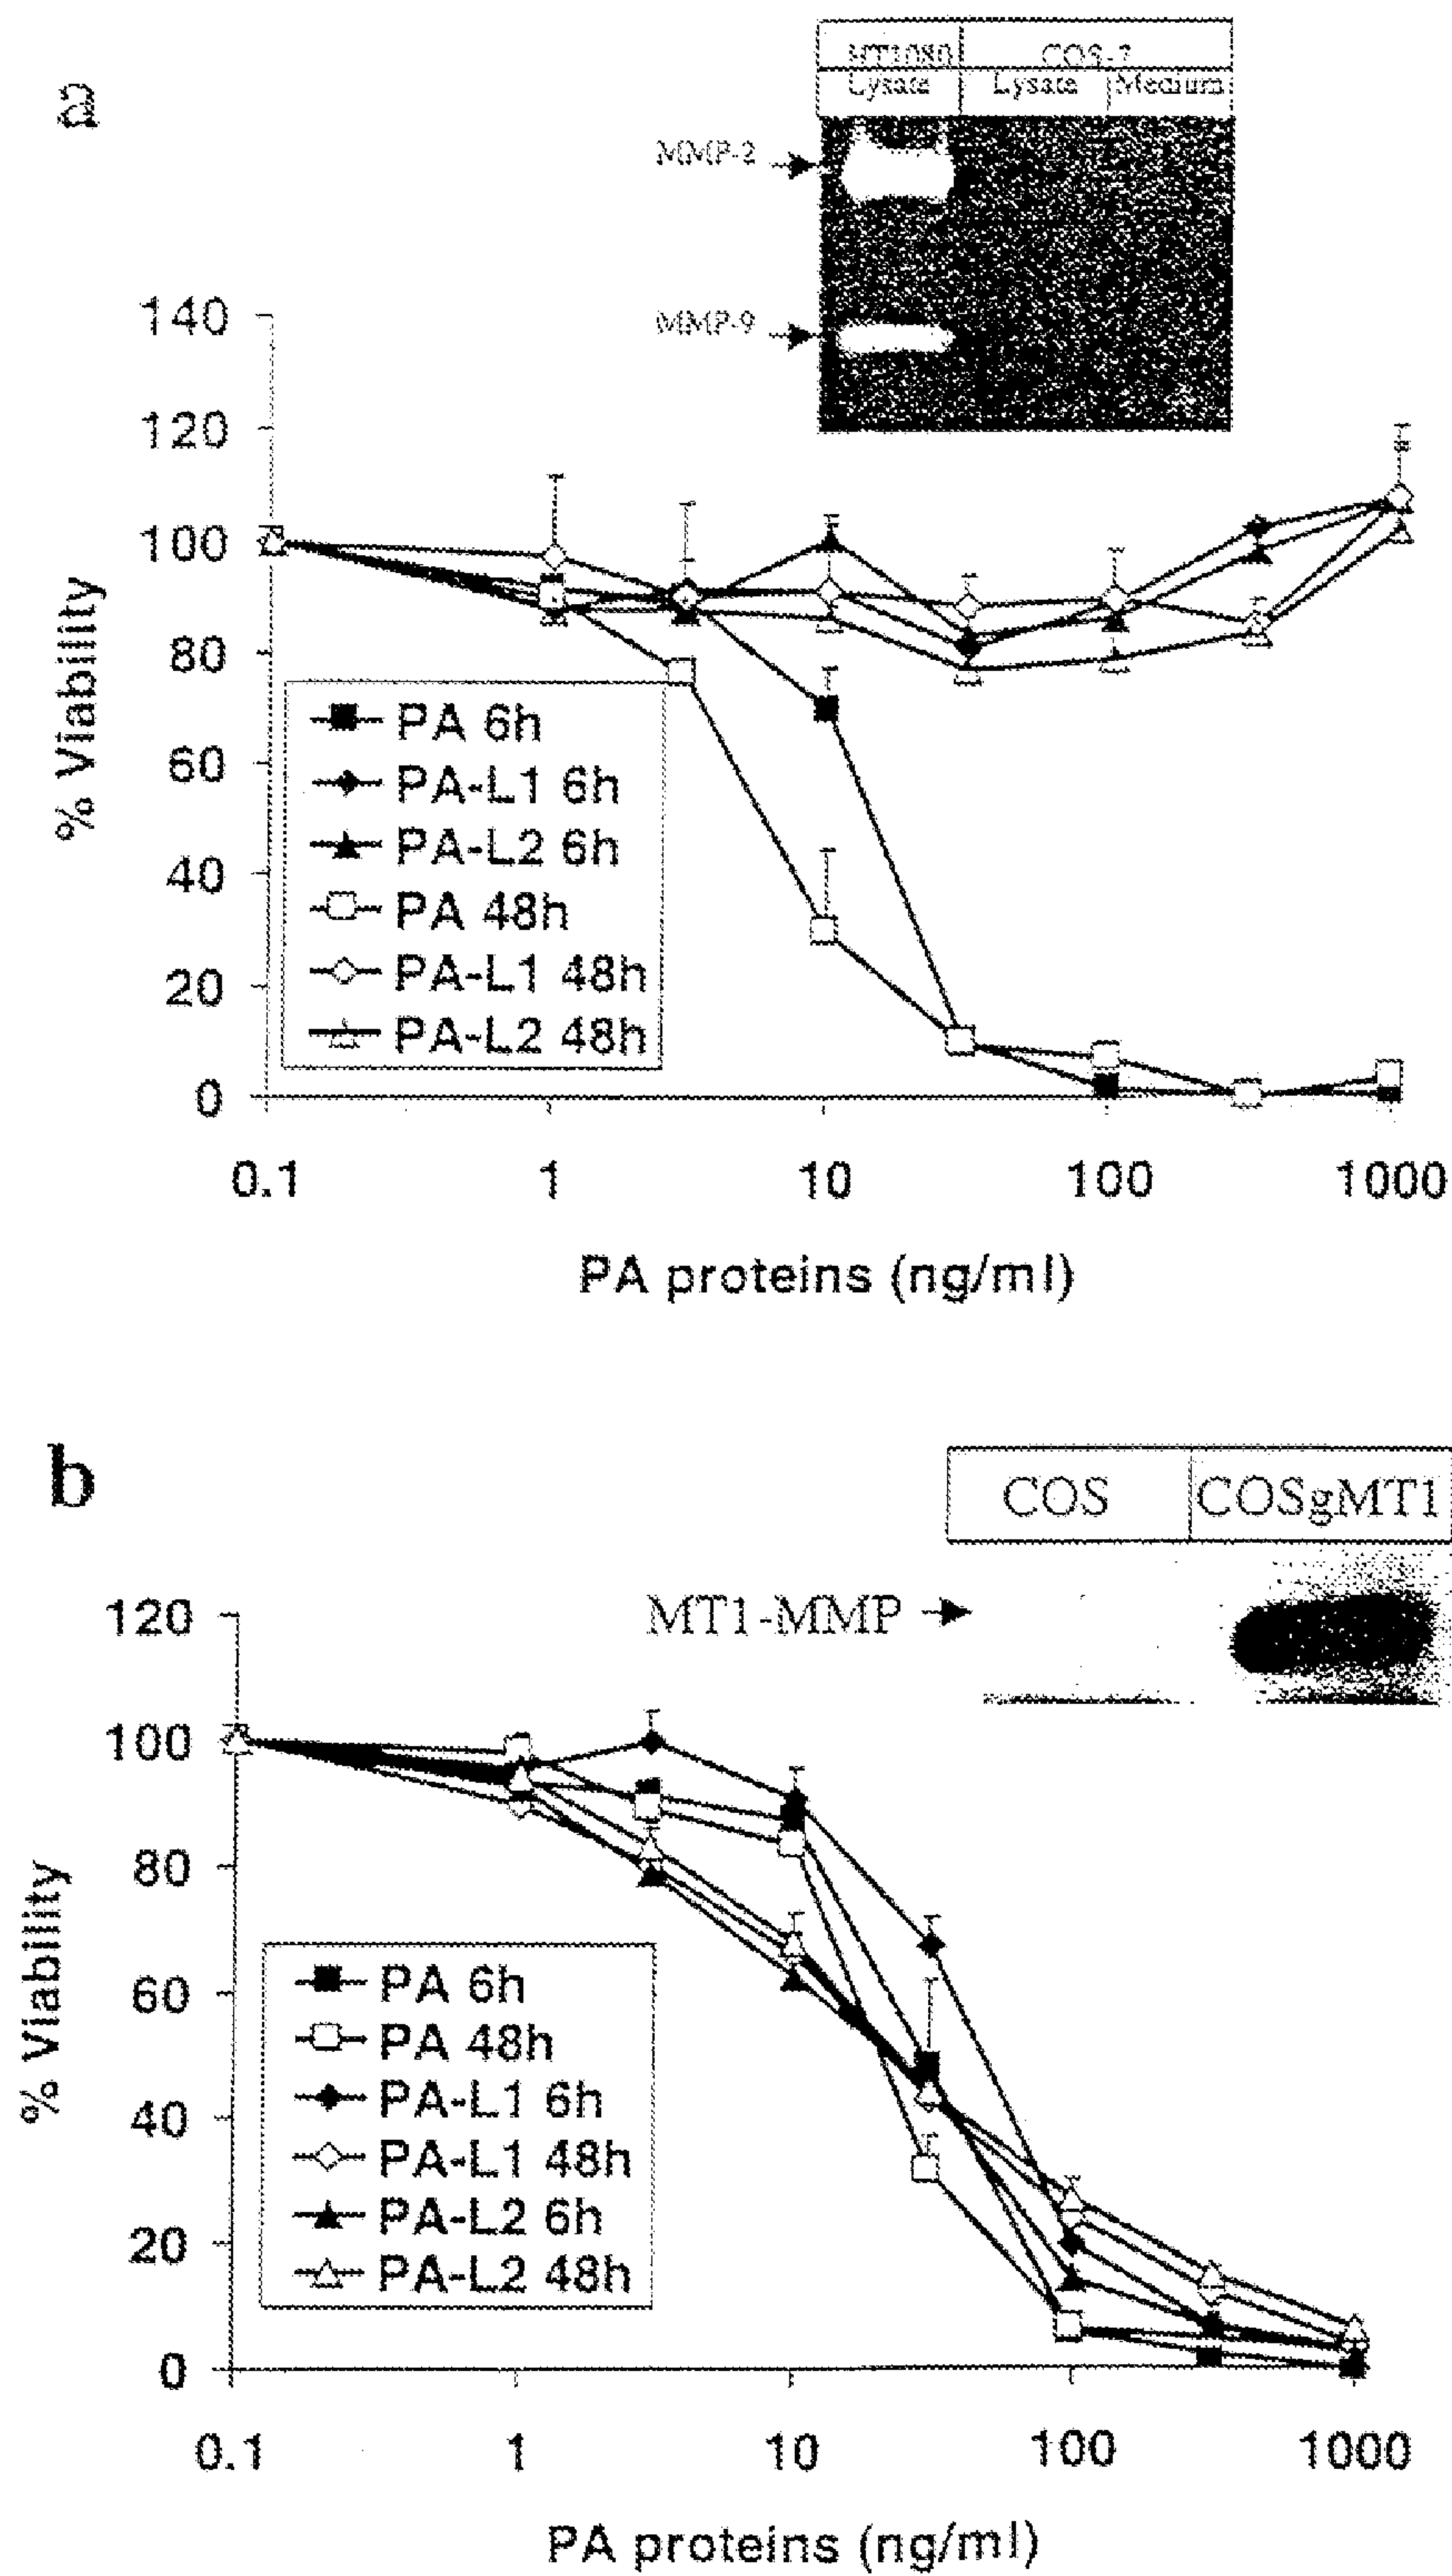 a
HT1080 COS-7
Lysate Lysate Medium
MMP-2
MMP-9
140
120
100
80
60
40
20
0
% Viability
PA 6h
PA-L1 6h
PA-L2 6h
PA 48h
PA-L1 48h
PA-L2 48h
0.1 1 10 100 1000
PA proteins (ng/ml)
b
COS COSgMT1
MT1-MMP
120
100
80
60
40
20
0
% Viability
PA 6h
PA 48h
PA-L1 6h
PA-L1 48h
PA-L2 6h
PA-L2 48h
0.1 1 10 100 1000
PA proteins (ng/ml)